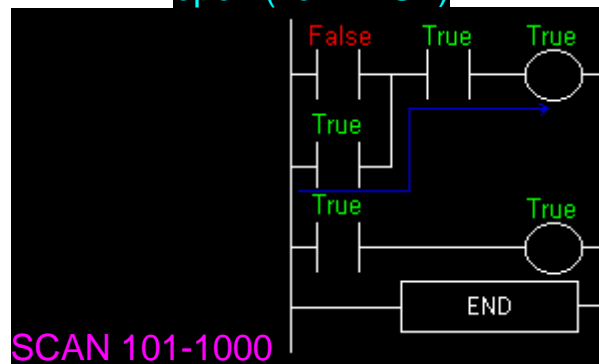 False True True
True
True True
END
SCAN 101-1000